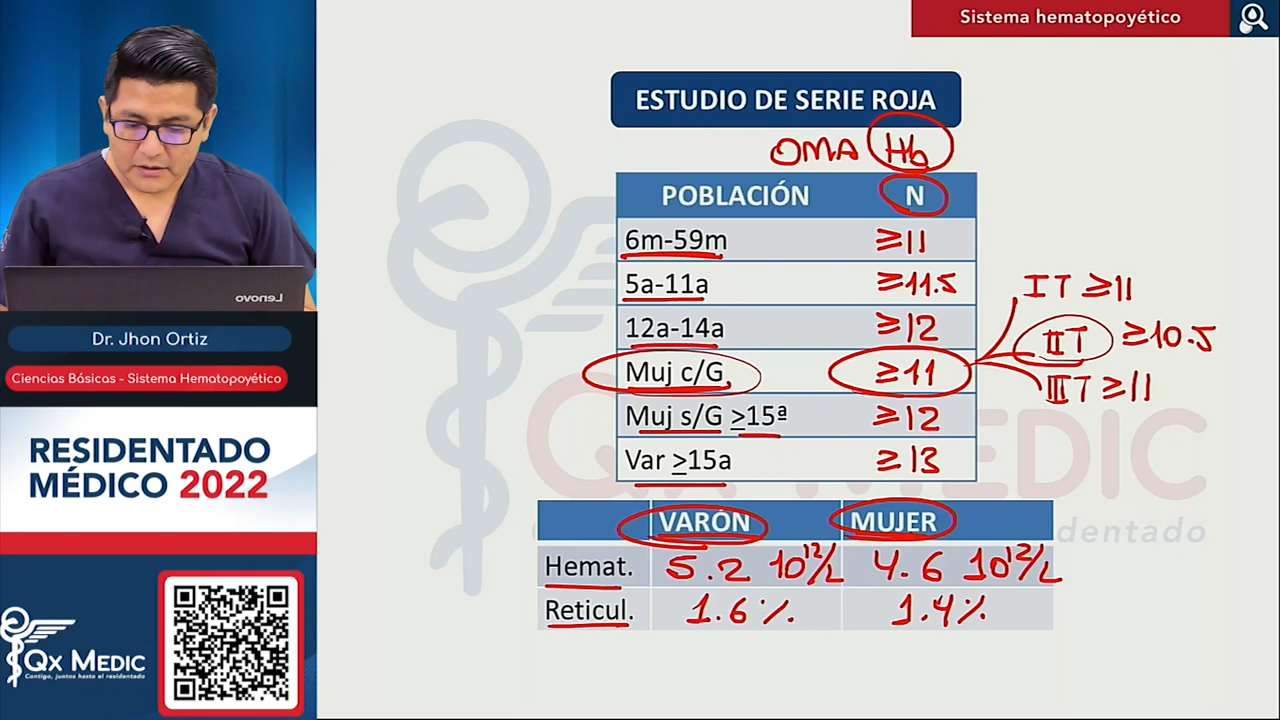 Sistema hematopoyético
ESTUDIO DE SERIE ROJA
OMA Hb
POBLACIÓN N
6m-59m ≥11
5a-11a ≥11.5
12a-14a ≥12
Muj c/G, ≥11
IT ≥11
IIT ≥10.5
IIIT ≥11
Muj s/G ≥15ª ≥12
Var ≥15a ≥13
VARÓN MUJER
Hemat. 5.2 10¹²/L 4.6 10¹²/L
Reticul. 1.6% 1.4%
QX MEDIC
dentado
lenovo
Dr. Jhon Ortiz
Ciencias Básicas - Sistema Hematopoyético
RESIDENTADO
MÉDICO 2022
QX MEDIC
Contigo, juntos hasta el residentado